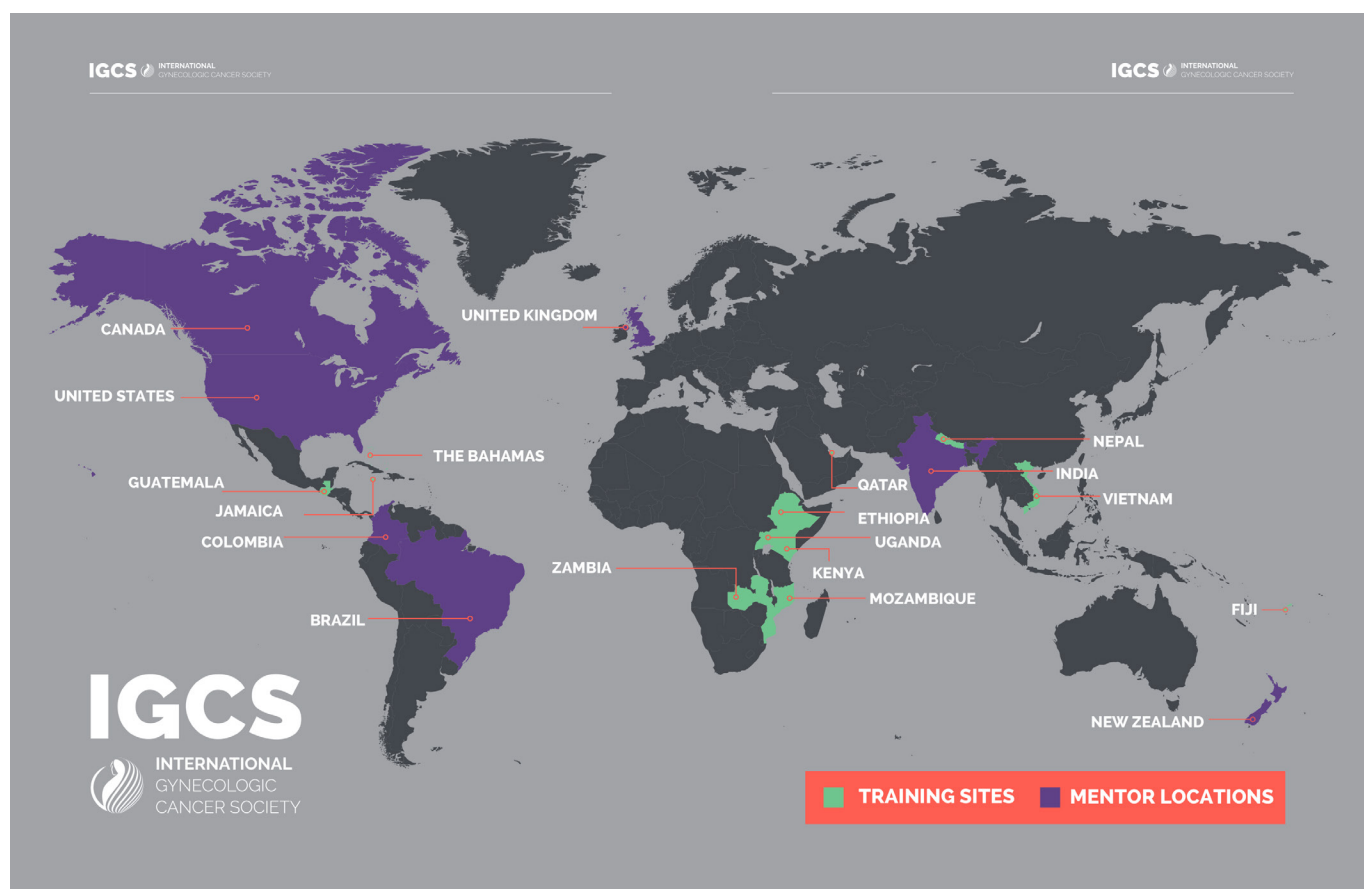 IGCS INTERNATIONAL
GYNECOLOGIC CANCER SOCIETY
IGCS INTERNATIONAL
GYNECOLOGIC CANCER SOCIETY
CANADA
UNITED KINGDOM
UNITED STATES
THE BAHAMAS
NEPAL
INDIA
GUATEMALA
QATAR
VIETNAM
JAMAICA
ETHIOPIA
COLOMBIA
UGANDA
ZAMBIA
KENYA
MOZAMBIQUE
FIJI
BRAZIL
NEW ZEALAND
IGCS
INTERNATIONAL
GYNECOLOGIC
CANCER SOCIETY
TRAINING SITES
MENTOR LOCATIONS